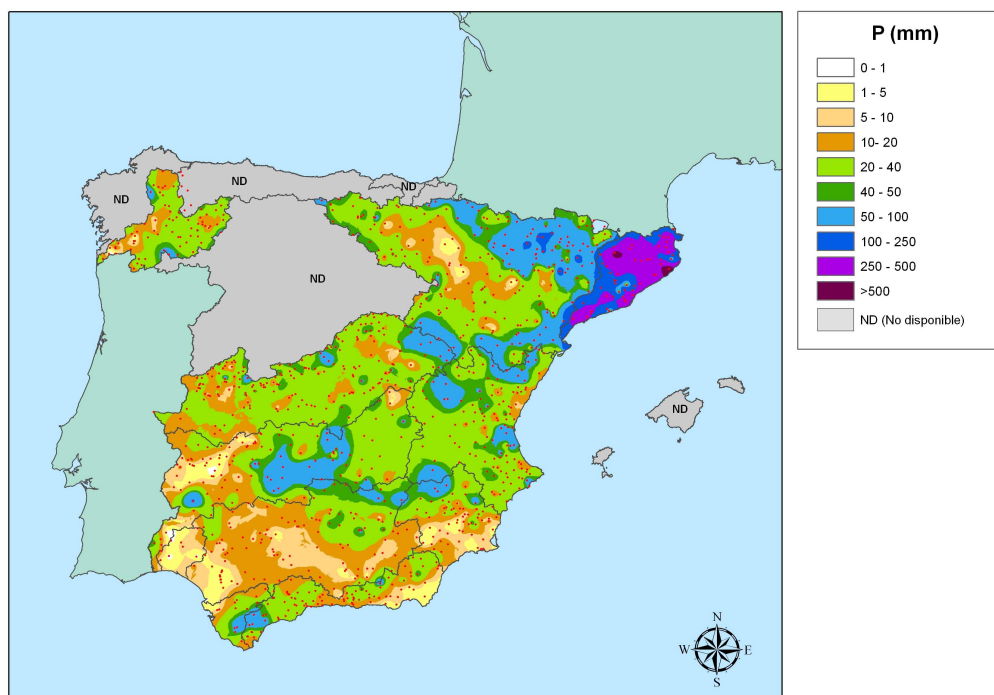 P (mm)
0 - 1
1 - 5
5 - 10
10- 20
20 - 40
40 - 50
50 - 100
100 - 250
250 - 500
>500
ND (No disponible)
ND
ND
ND
ND
ND
N
W E
S